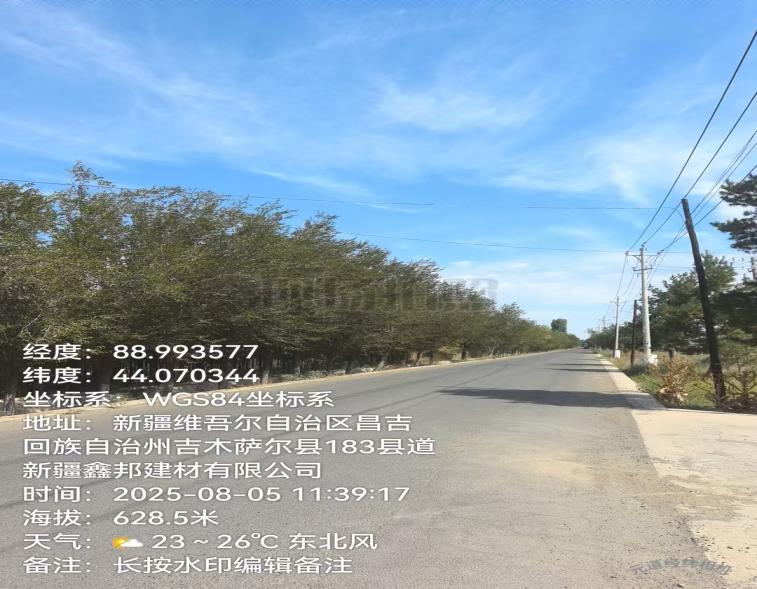 经度：88.993577
纬度：44.070344
坐标系：WGS84坐标系
地址：新疆维吾尔自治区昌吉
回族自治州吉木萨尔县183县道
新疆鑫邦建材有限公司
时间：2025-08-05 11:39:17
海拔：628.5米
天气：23 ~ 26℃ 东北风
备注：长按水印编辑备注
元道经纬相机